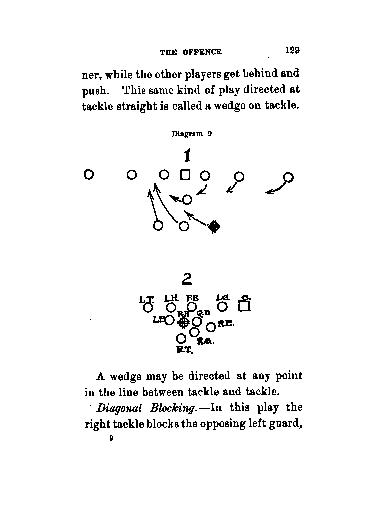 THE OFFENCE 129
ner, while the other players get behind and
push. This same kind of play directed at
tackle straight is called a wedge on tackle.
Diagram 9
1
2
L.T. L.H. F.B. L.G. C.
L.E. R.H. Q.B. R.E.
R.G.
R.T.
A wedge may be directed at any point
in the line between tackle and tackle.
Diagonal Blocking.—In this play the
right tackle blocks the opposing left guard,
9